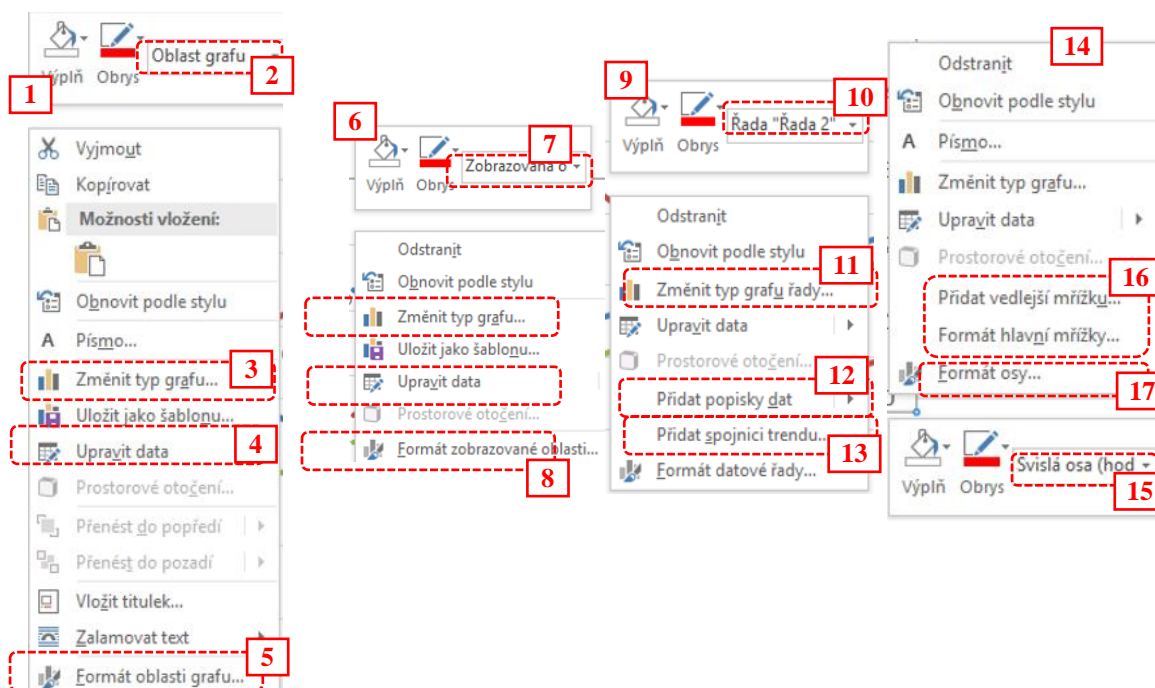 Oblast grafu
2
Výplň Obrys
1
Vyjmout
Kopírovat
Možnosti vložení:
Obnovit podle stylu
A Písmo...
Změnit typ grafu...
3
Uložit jako šablonu...
4
Upravit data
Prostorové otočení...
Přenést do popředí
Přenést do pozadí
Vložit titulek...
Zalamovat text
5
Formát oblasti grafu...
6
7
Zobrazovaná o
Výplň Obrys
Odstranit
Obnovit podle stylu
Změnit typ grafu...
Uložit jako šablonu...
Upravit data
Prostorové otočení...
Formát zobrazované oblasti...
8
9
10
Řada "Řada 2"
Výplň Obrys
Odstranit
Obnovit podle stylu
11
Změnit typ grafu řady...
Upravit data
Prostorové otočení...
12
Přidat popisky dat
Přidat spojnici trendu...
13
Formát datové řady...
14
Odstranit
Obnovit podle stylu
A Písmo...
Změnit typ grafu...
Upravit data
Prostorové otočení...
16
Přidat vedlejší mřížku...
Formát hlavní mřížky...
Formát osy...
17
Svislá osa (hod
Výplň Obrys
15